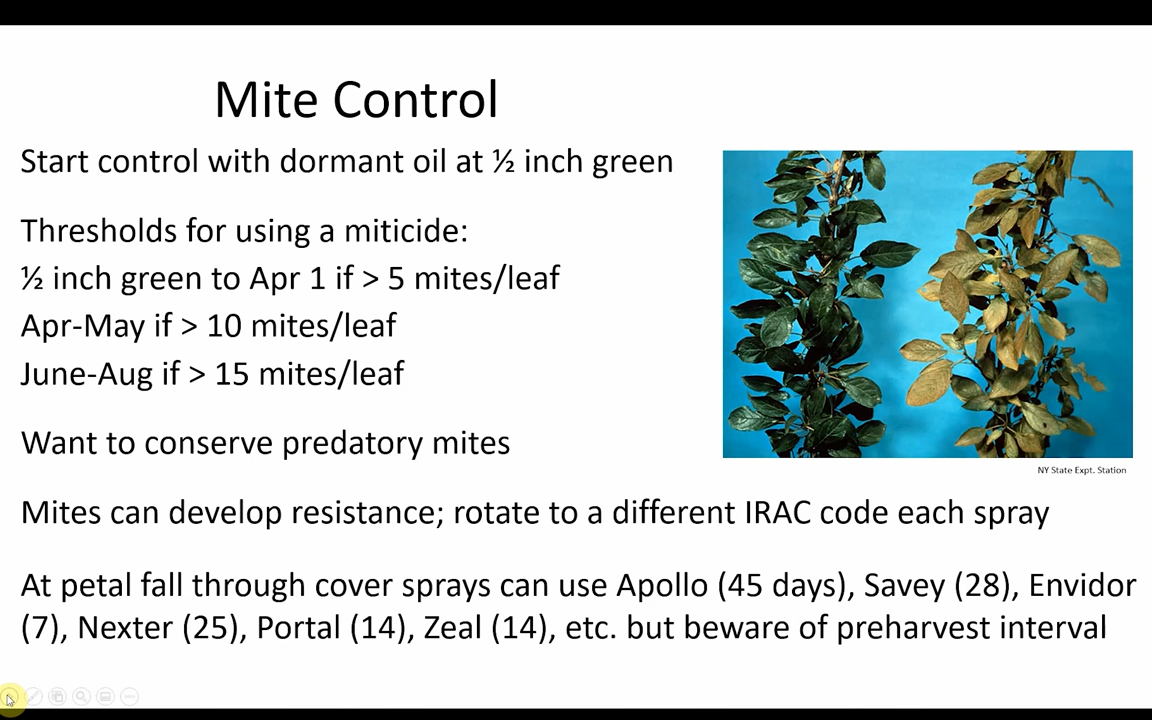 Mite Control
Start control with dormant oil at ½ inch green
Thresholds for using a miticide:
½ inch green to Apr 1 if > 5 mites/leaf
Apr-May if > 10 mites/leaf
June-Aug if > 15 mites/leaf
Want to conserve predatory mites
NY State Expt. Station
Mites can develop resistance; rotate to a different IRAC code each spray
At petal fall through cover sprays can use Apollo (45 days), Savey (28), Envidor
(7), Nexter (25), Portal (14), Zeal (14), etc. but beware of preharvest interval